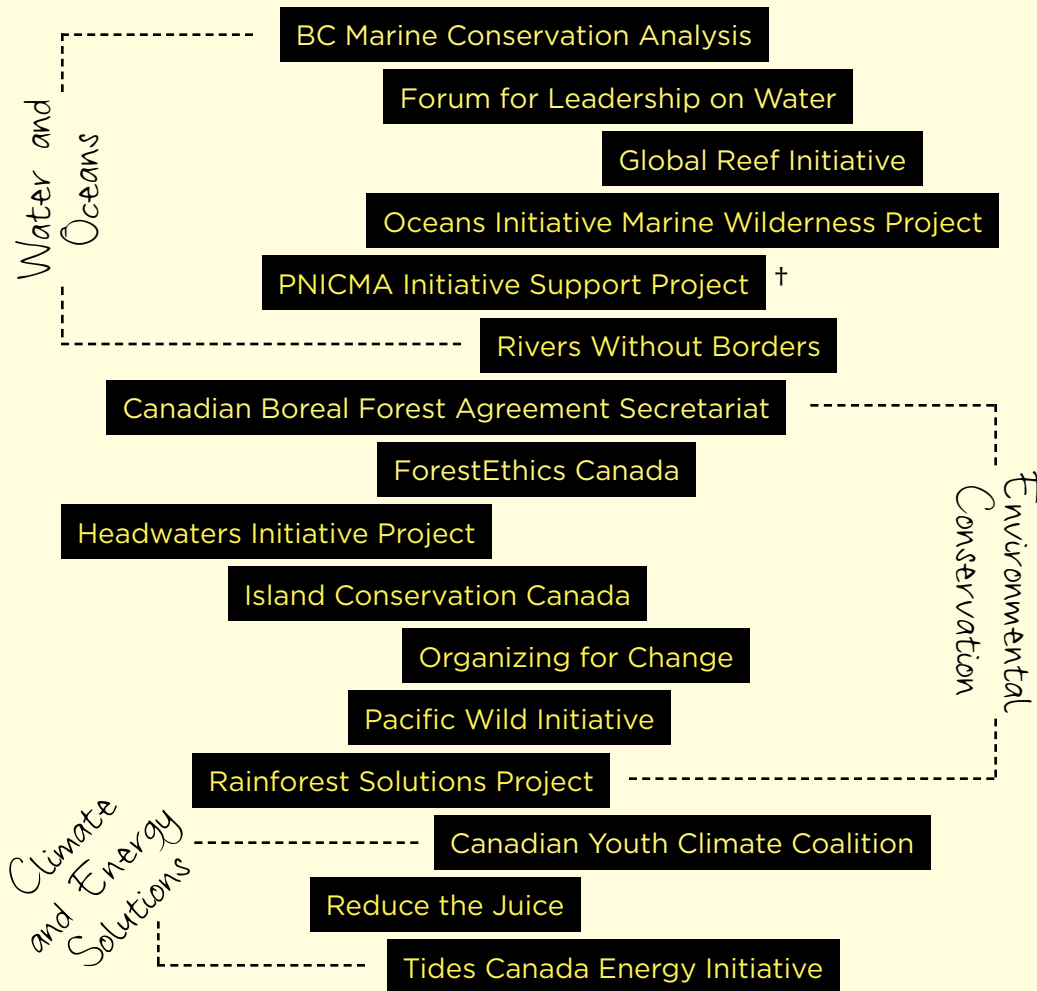 Water and
Oceans
BC Marine Conservation Analysis
Forum for Leadership on Water
Global Reef Initiative
Oceans Initiative Marine Wilderness Project
PNICMA Initiative Support Project †
Rivers Without Borders
Environmental
Conservation
Canadian Boreal Forest Agreement Secretariat
ForestEthics Canada
Headwaters Initiative Project
Island Conservation Canada
Organizing for Change
Pacific Wild Initiative
Rainforest Solutions Project
Climate
and Energy
Solutions
Canadian Youth Climate Coalition
Reduce the Juice
Tides Canada Energy Initiative